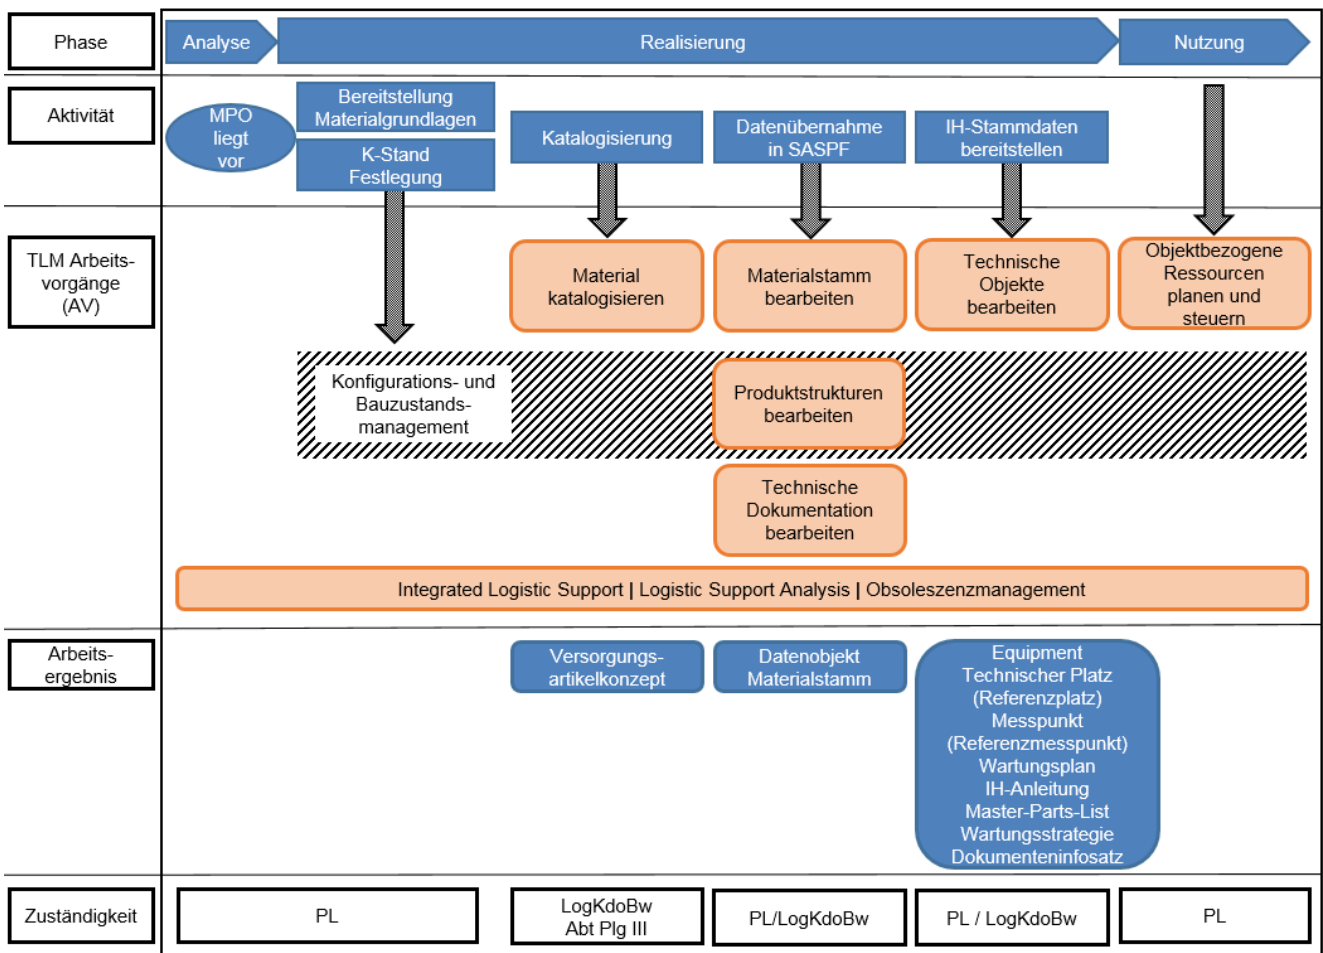 Phase
Analyse
Realisierung
Nutzung
Aktivität
MPO
liegt
vor
Bereitstellung
Materialgrundlagen
K-Stand
Festlegung
Katalogisierung
Datenübernahme
in SASPF
IH-Stammdaten
bereitstellen
TLM Arbeits-
vorgänge
(AV)
Material
katalogisieren
Materialstamm
bearbeiten
Technische
Objekte
bearbeiten
Objektbezogene
Ressourcen
planen und
steuern
Konfigurations- und
Bauzustands-
management
Produktstrukturen
bearbeiten
Technische
Dokumentation
bearbeiten
Integrated Logistic Support | Logistic Support Analysis | Obsoleszenzmanagement
Arbeits-
ergebnis
Versorgungs-
artikelkonzept
Datenobjekt
Materialstamm
Equipment
Technischer Platz
(Referenzplatz)
Messpunkt
(Referenzmesspunkt)
Wartungsplan
IH-Anleitung
Master-Parts-List
Wartungsstrategie
Dokumenteninfosatz
Zuständigkeit
PL
LogKdoBw
Abt Plg III
PL/LogKdoBw
PL / LogKdoBw
PL